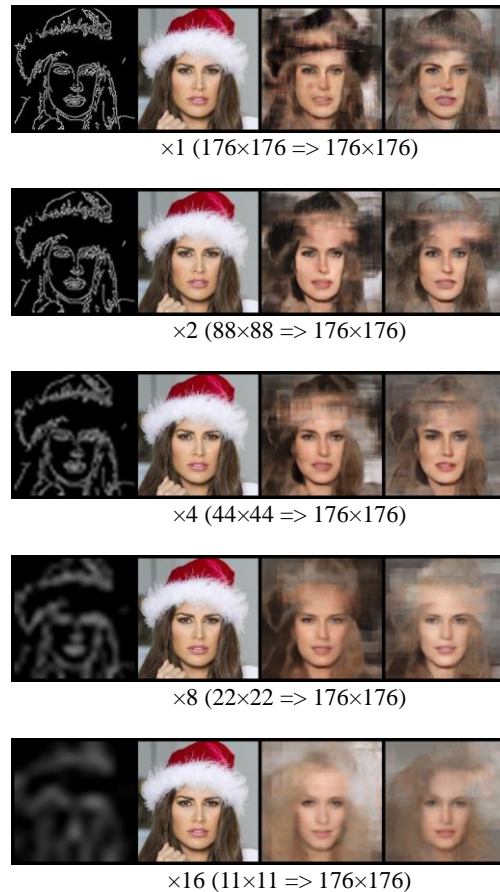 ×1 (176×176 => 176×176)
×2 (88×88 => 176×176)
×4 (44×44 => 176×176)
×8 (22×22 => 176×176)
×16 (11×11 => 176×176)